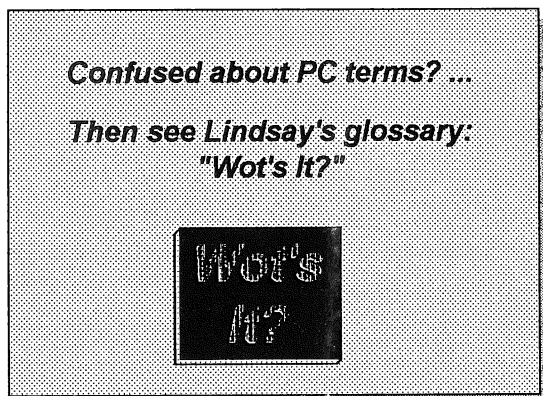 Confused about PC terms? ...
Then see Lindsay's glossary:
"Wot's It?"
Wot's
It?